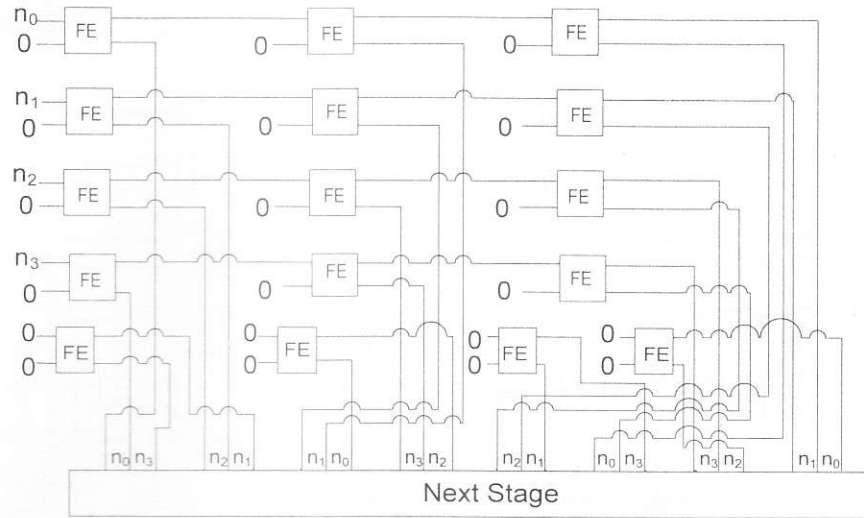 n₀ FE FE FE
0 0 0
n₁ FE FE FE
0 0 0
n₂ FE FE FE
0 0 0
n₃ FE FE FE
0 0 0
0 FE 0 FE 0 FE 0 FE
0 0 0 0
n₀ n₃ n₂ n₁ n₁ n₀ n₃ n₂ n₂ n₁ n₀ n₃ n₃ n₂ n₁ n₀
Next Stage